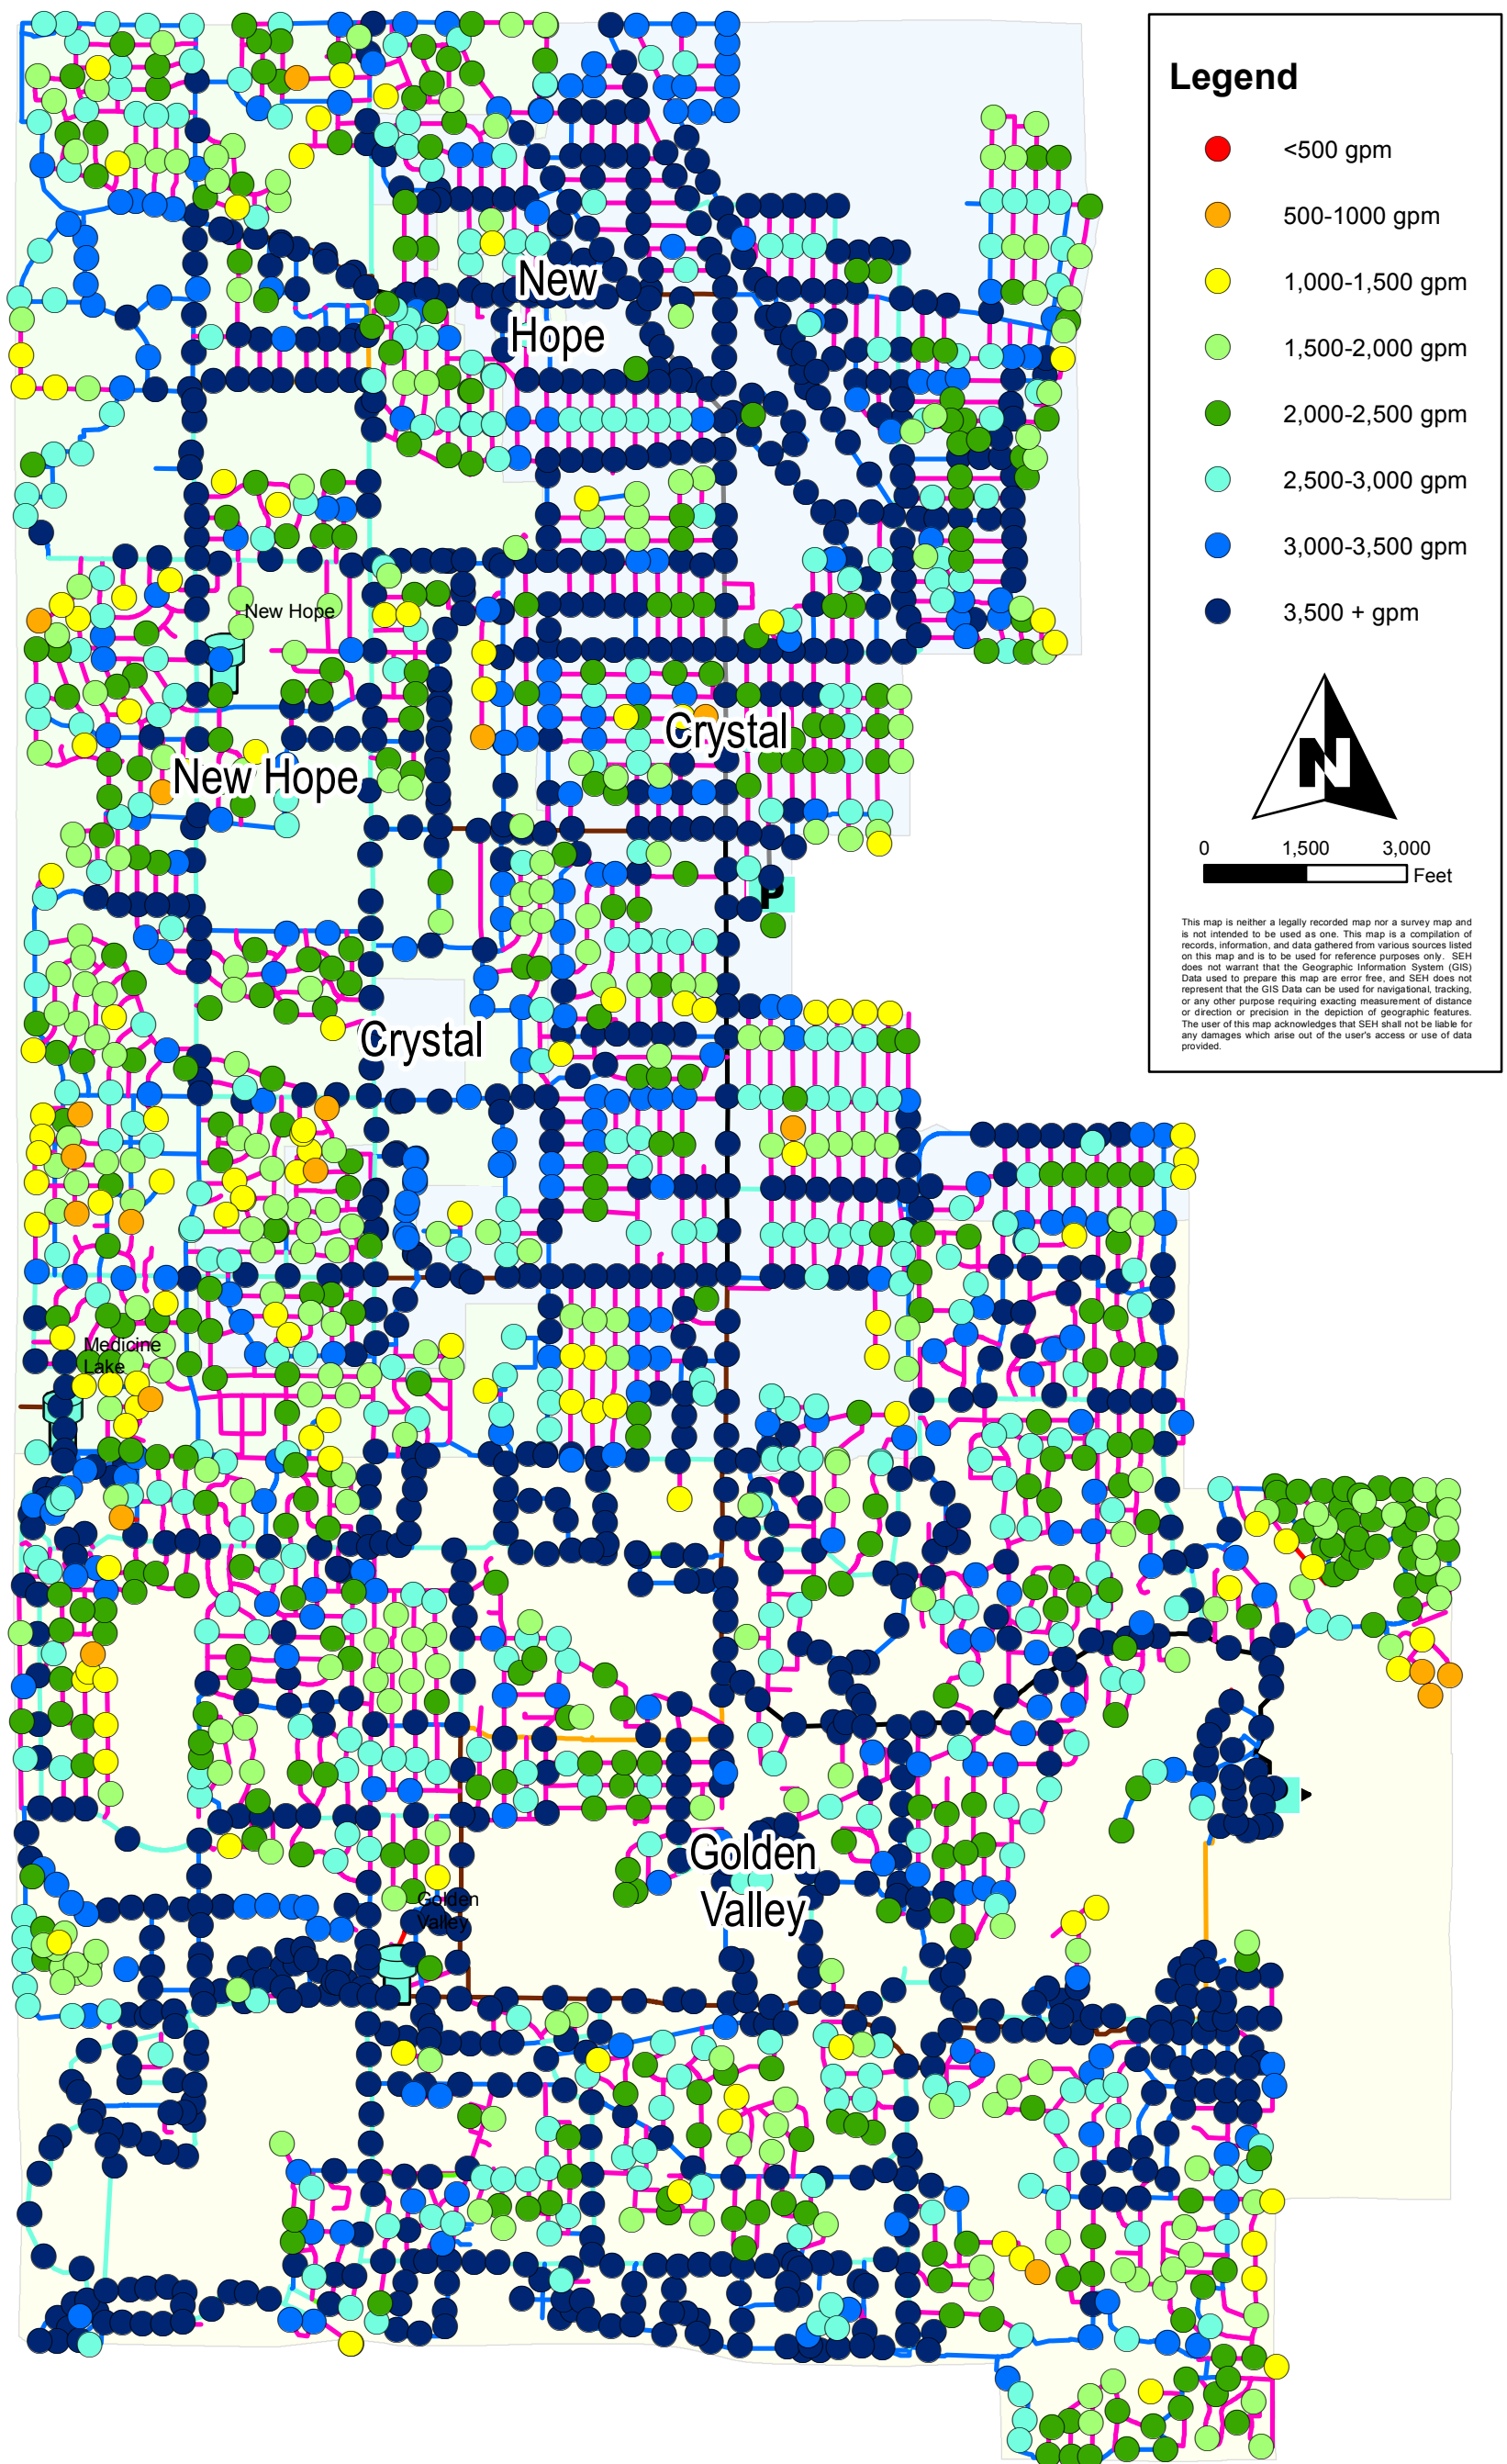 Legend
<500 gpm
500-1000 gpm
1,000-1,500 gpm
1,500-2,000 gpm
2,000-2,500 gpm
2,500-3,000 gpm
3,000-3,500 gpm
3,500 + gpm
N
0 1,500 3,000
Feet
This map is neither a legally recorded map nor a survey map and
is not intended to be used as one. This map is a compilation of
records, information, and data gathered from various sources listed
on this map and is to be used for reference purposes only. SEH
does not warrant that the Geographic Information System (GIS)
Data used to prepare this map are error free, and SEH does not
represent that the GIS Data can be used for navigational, tracking,
or any other purpose requiring exacting measurement of distance
or direction or precision in the depiction of geographic features.
The user of this map acknowledges that SEH shall not be liable for
any damages which arise out of the user's access or use of data
provided.
New
Hope
New Hope
Crystal
New Hope
P
Crystal
Medicine
Lake
Golden
Valley
Golden
Valley